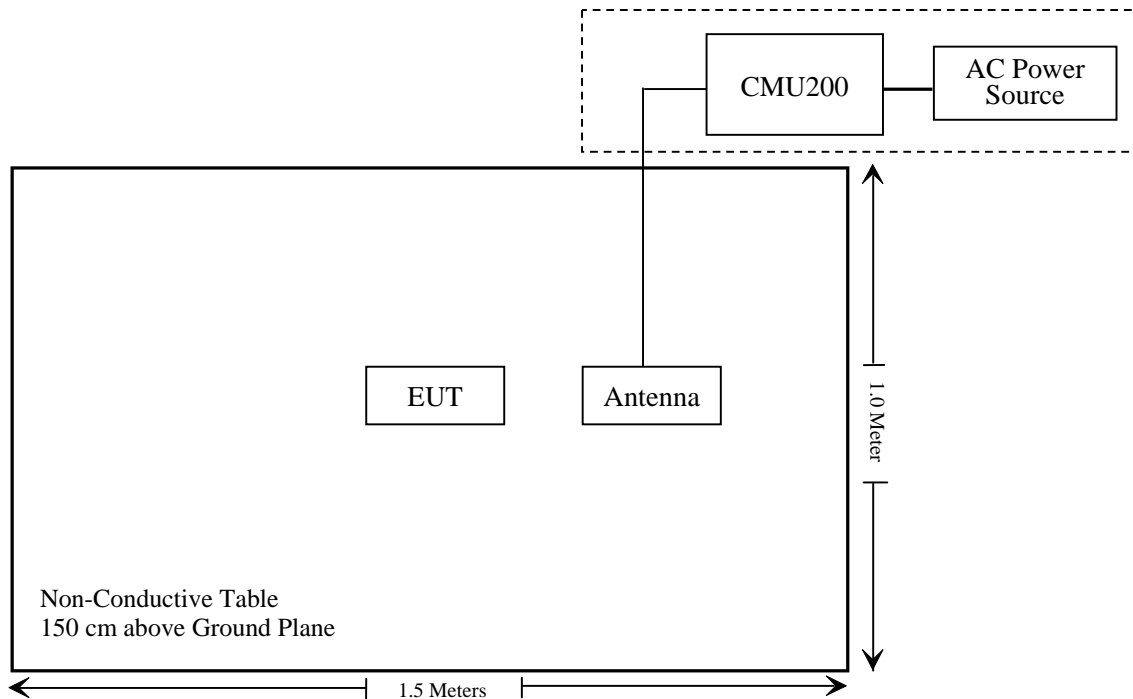 CMU200
AC Power
Source
EUT
Antenna
1.0 Meter
Non-Conductive Table
150 cm above Ground Plane
1.5 Meters